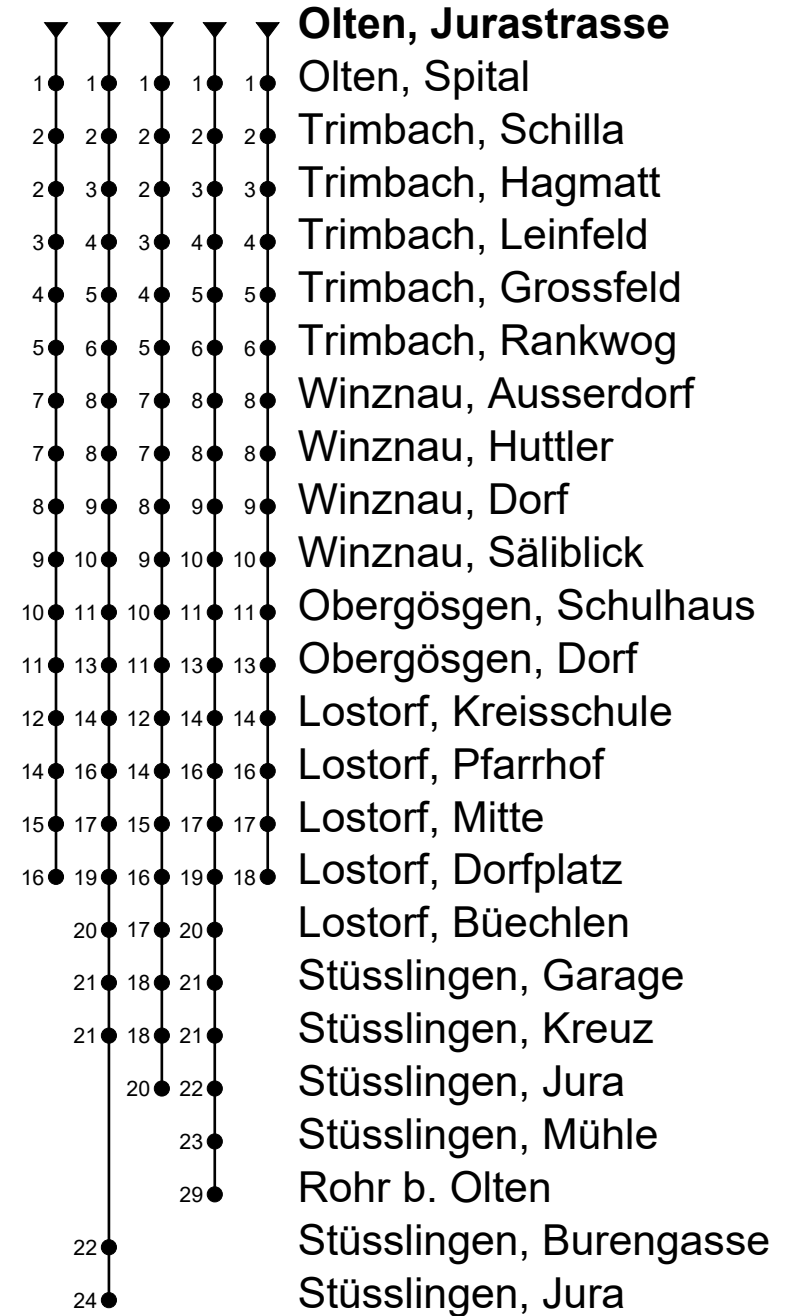 Olten, Jurastrasse
1 1 1 1 1 Olten, Spital
2 2 2 2 2 Trimbach, Schilla
2 3 2 3 3 Trimbach, Hagmatt
3 4 3 4 4 Trimbach, Leinfeld
4 5 4 5 5 Trimbach, Grossfeld
5 6 5 6 6 Trimbach, Rankwog
7 8 7 8 8 Winznau, Ausserdorf
7 8 7 8 8 Winznau, Huttler
8 9 8 9 9 Winznau, Dorf
9 10 9 10 10 Winznau, Säliblick
10 11 10 11 11 Obergösgen, Schulhaus
11 13 11 13 13 Obergösgen, Dorf
12 14 12 14 14 Lostorf, Kreisschule
14 16 14 16 16 Lostorf, Pfarrhof
15 17 15 17 17 Lostorf, Mitte
16 19 16 19 18 Lostorf, Dorfplatz
20 17 20 Lostorf, Büechlen
21 18 21 Stüsslingen, Garage
21 18 21 Stüsslingen, Kreuz
20 22 Stüsslingen, Jura
23 Stüsslingen, Mühle
29 Rohr b. Olten
22 Stüsslingen, Burengasse
24 Stüsslingen, Jura